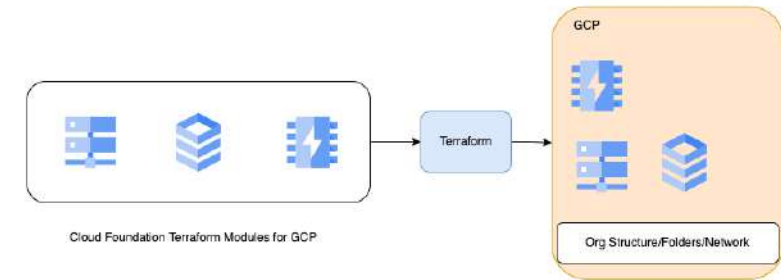 GCP
Terraform
Cloud Foundation Terraform Modules for GCP
Org Structure/Folders/Network